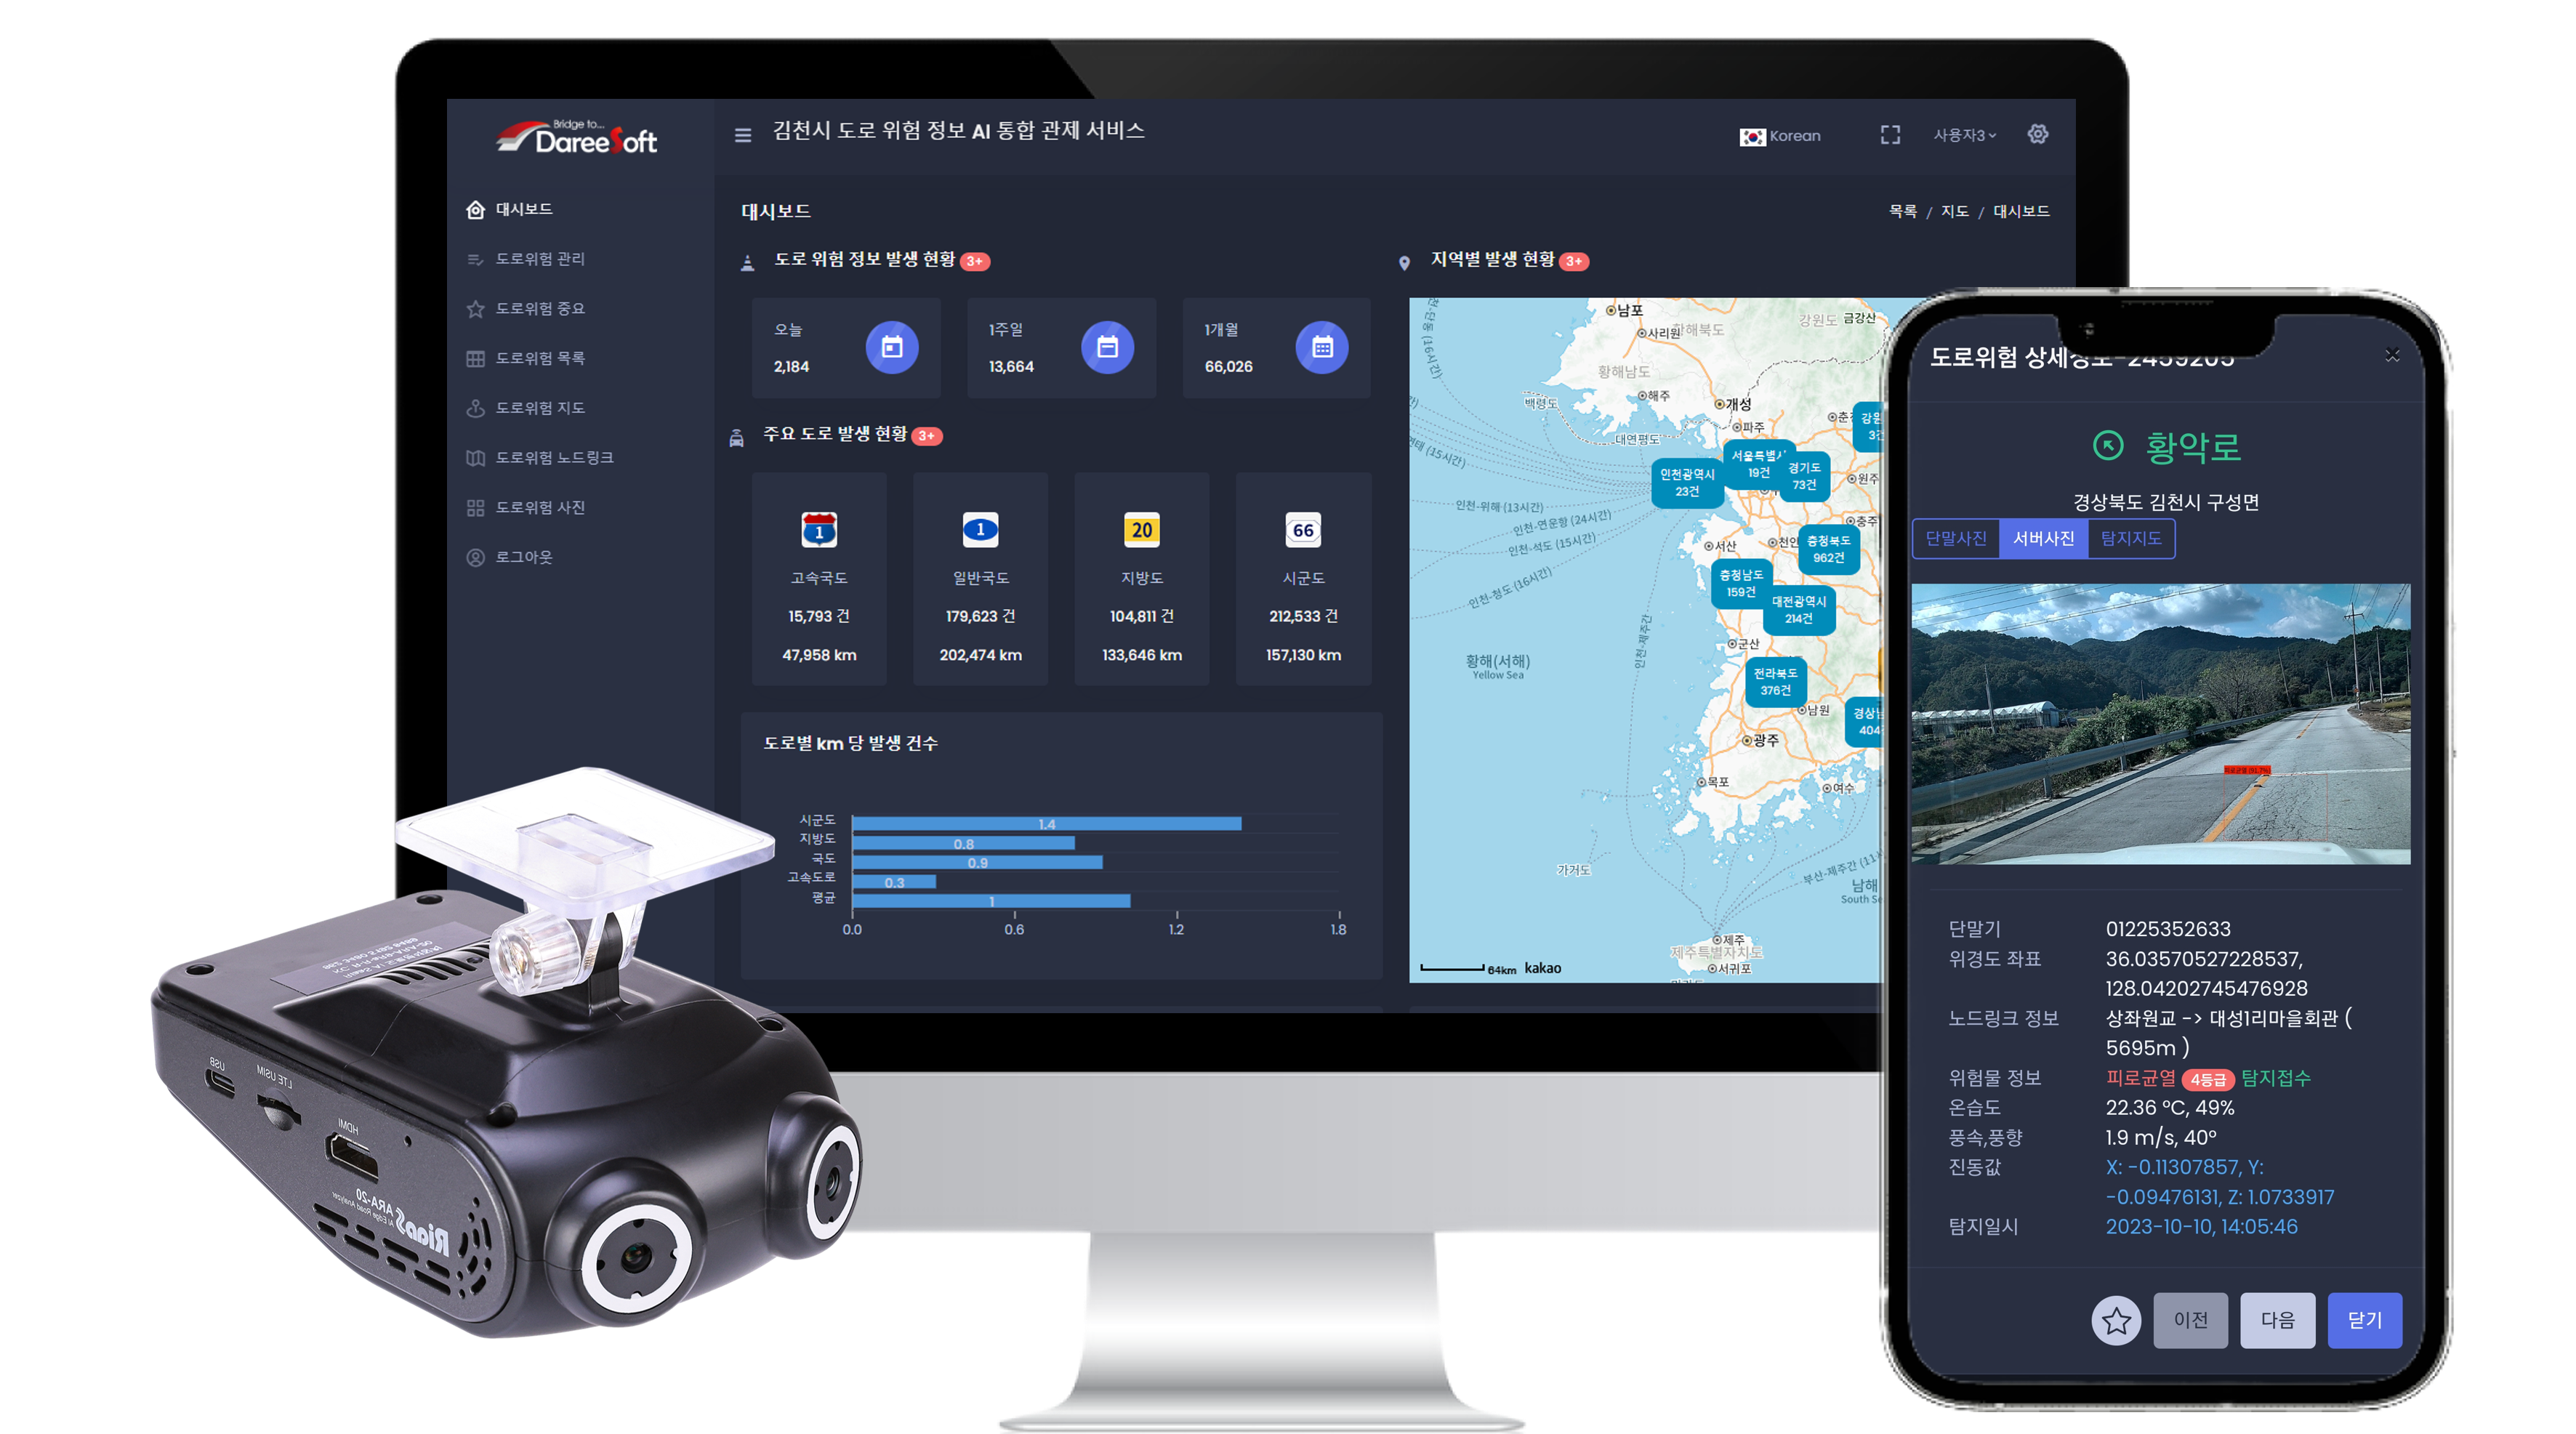 Bridge to...
DareeSoft
김천시 도로 위험 정보 AI 통합 관제 서비스
Korean
사용자3
대시보드
도로위험 관리
도로위험 중요
도로위험 목록
도로위험 지도
도로위험 노드링크
도로위험 사진
로그아웃
대시보드
목록 / 지도 / 대시보드
도로 위험 정보 발생 현황 3+
오늘
2,184
1주일
13,664
1개월
66,026
주요 도로 발생 현황 3+
1
고속국도
15,793 건
47,958 km
1
일반국도
179,623 건
202,474 km
20
지방도
104,811 건
133,646 km
66
시군도
212,533 건
157,130 km
도로별 km 당 발생 건수
시군도 1.4
지방도 0.8
국도 0.9
고속도로 0.3
평균 1
0.0 0.6 1.2 1.8
지역별 발생 현황 3+
남포
사리원
황해북도
강원도
금강산
황해남도
해주
백령도
개성
파주
대연평도
서울특별시
19건
인천광역시
23건
경기도
73건
원주
충주
인천-위해 (13시간)
인천-연운항 (24시간)
인천-석도 (15시간)
인천-청도 (16시간)
서산
충청북도
962건
충청남도
159건
대전광역시
214건
인천-제주간
군산
황해(서해)
Yellow Sea
전라북도
376건
남원
광주
목포
여수
가거도
남해
제주
제주특별자치도
서귀포
64km kakao
도로위험 상세정보-2459205
황악로
경상북도 김천시 구성면
단말사진 서버사진 탐지지도
단말기 01225352633
위경도 좌표 36.03570527228537,
128.04202745476928
노드링크 정보 상좌원교 -> 대성1리마을회관 (
5695m )
위험물 정보 피로균열 4등급 탐지접수
온습도 22.36 ºC, 49%
풍속,풍향 1.9 m/s, 40º
진동값 X: -0.11307857, Y:
-0.09476131, Z: 1.0733917
탐지일시 2023-10-10, 14:05:46
이전 다음 닫기
USB
LTE USIM
HDMI
ARA-20
AI Edge Road Analyzer
RiaaS